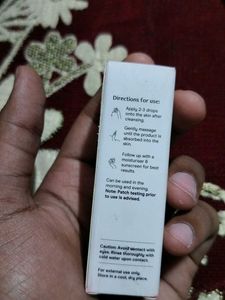 Directions for use:
Apply 2-3 drops
onto the skin after
cleansing.
Gently message
until the product is
absorbed into the
skin.
Follow up with a
moisturiser &
sunscreen for best
results
Can be used in the
morning and evening.
Note: Patch testing prior
to use is advised.
Caution: Avoid contact with
eyes. Rinse thoroughly with
cold water upon contact.
For external use only.
Store in a cool, dry place.